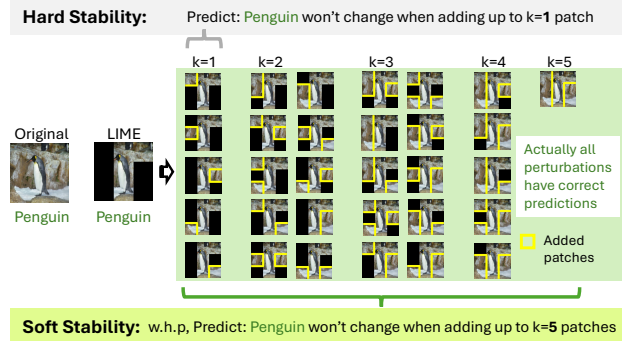 Hard Stability: Predict: Penguin won't change when adding up to k=1 patch
k=1 k=2 k=3 k=4 k=5
Original LIME
Penguin Penguin
Actually all
perturbations
have correct
predictions
Added
patches
Soft Stability: w.h.p, Predict: Penguin won't change when adding up to k=5 patches